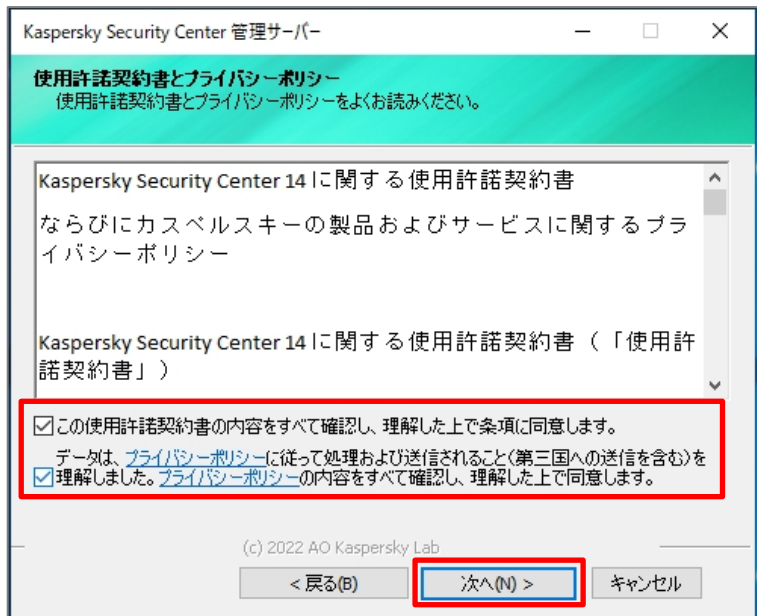 Kaspersky Security Center 管理サーバー
使用許諾契約書とプライバシーポリシー
使用許諾契約書とプライバシーポリシーをよくお読みください。
Kaspersky Security Center 14 に関する使用許諾契約書
ならびにカスペルスキーの製品およびサービスに関するプラ
イバシーポリシー
Kaspersky Security Center 14 に関する使用許諾契約書（「使用許
諾契約書」）
この使用許諾契約書の内容をすべて確認し、理解した上で条項に同意します。
データは、プライバシーポリシーに従って処理および送信されること(第三国への送信を含む)を
理解しました。プライバシーポリシーの内容をすべて確認し、理解した上で同意します。
(c) 2022 AO Kaspersky Lab
< 戻る(B)
次へ(N) >
キャンセル